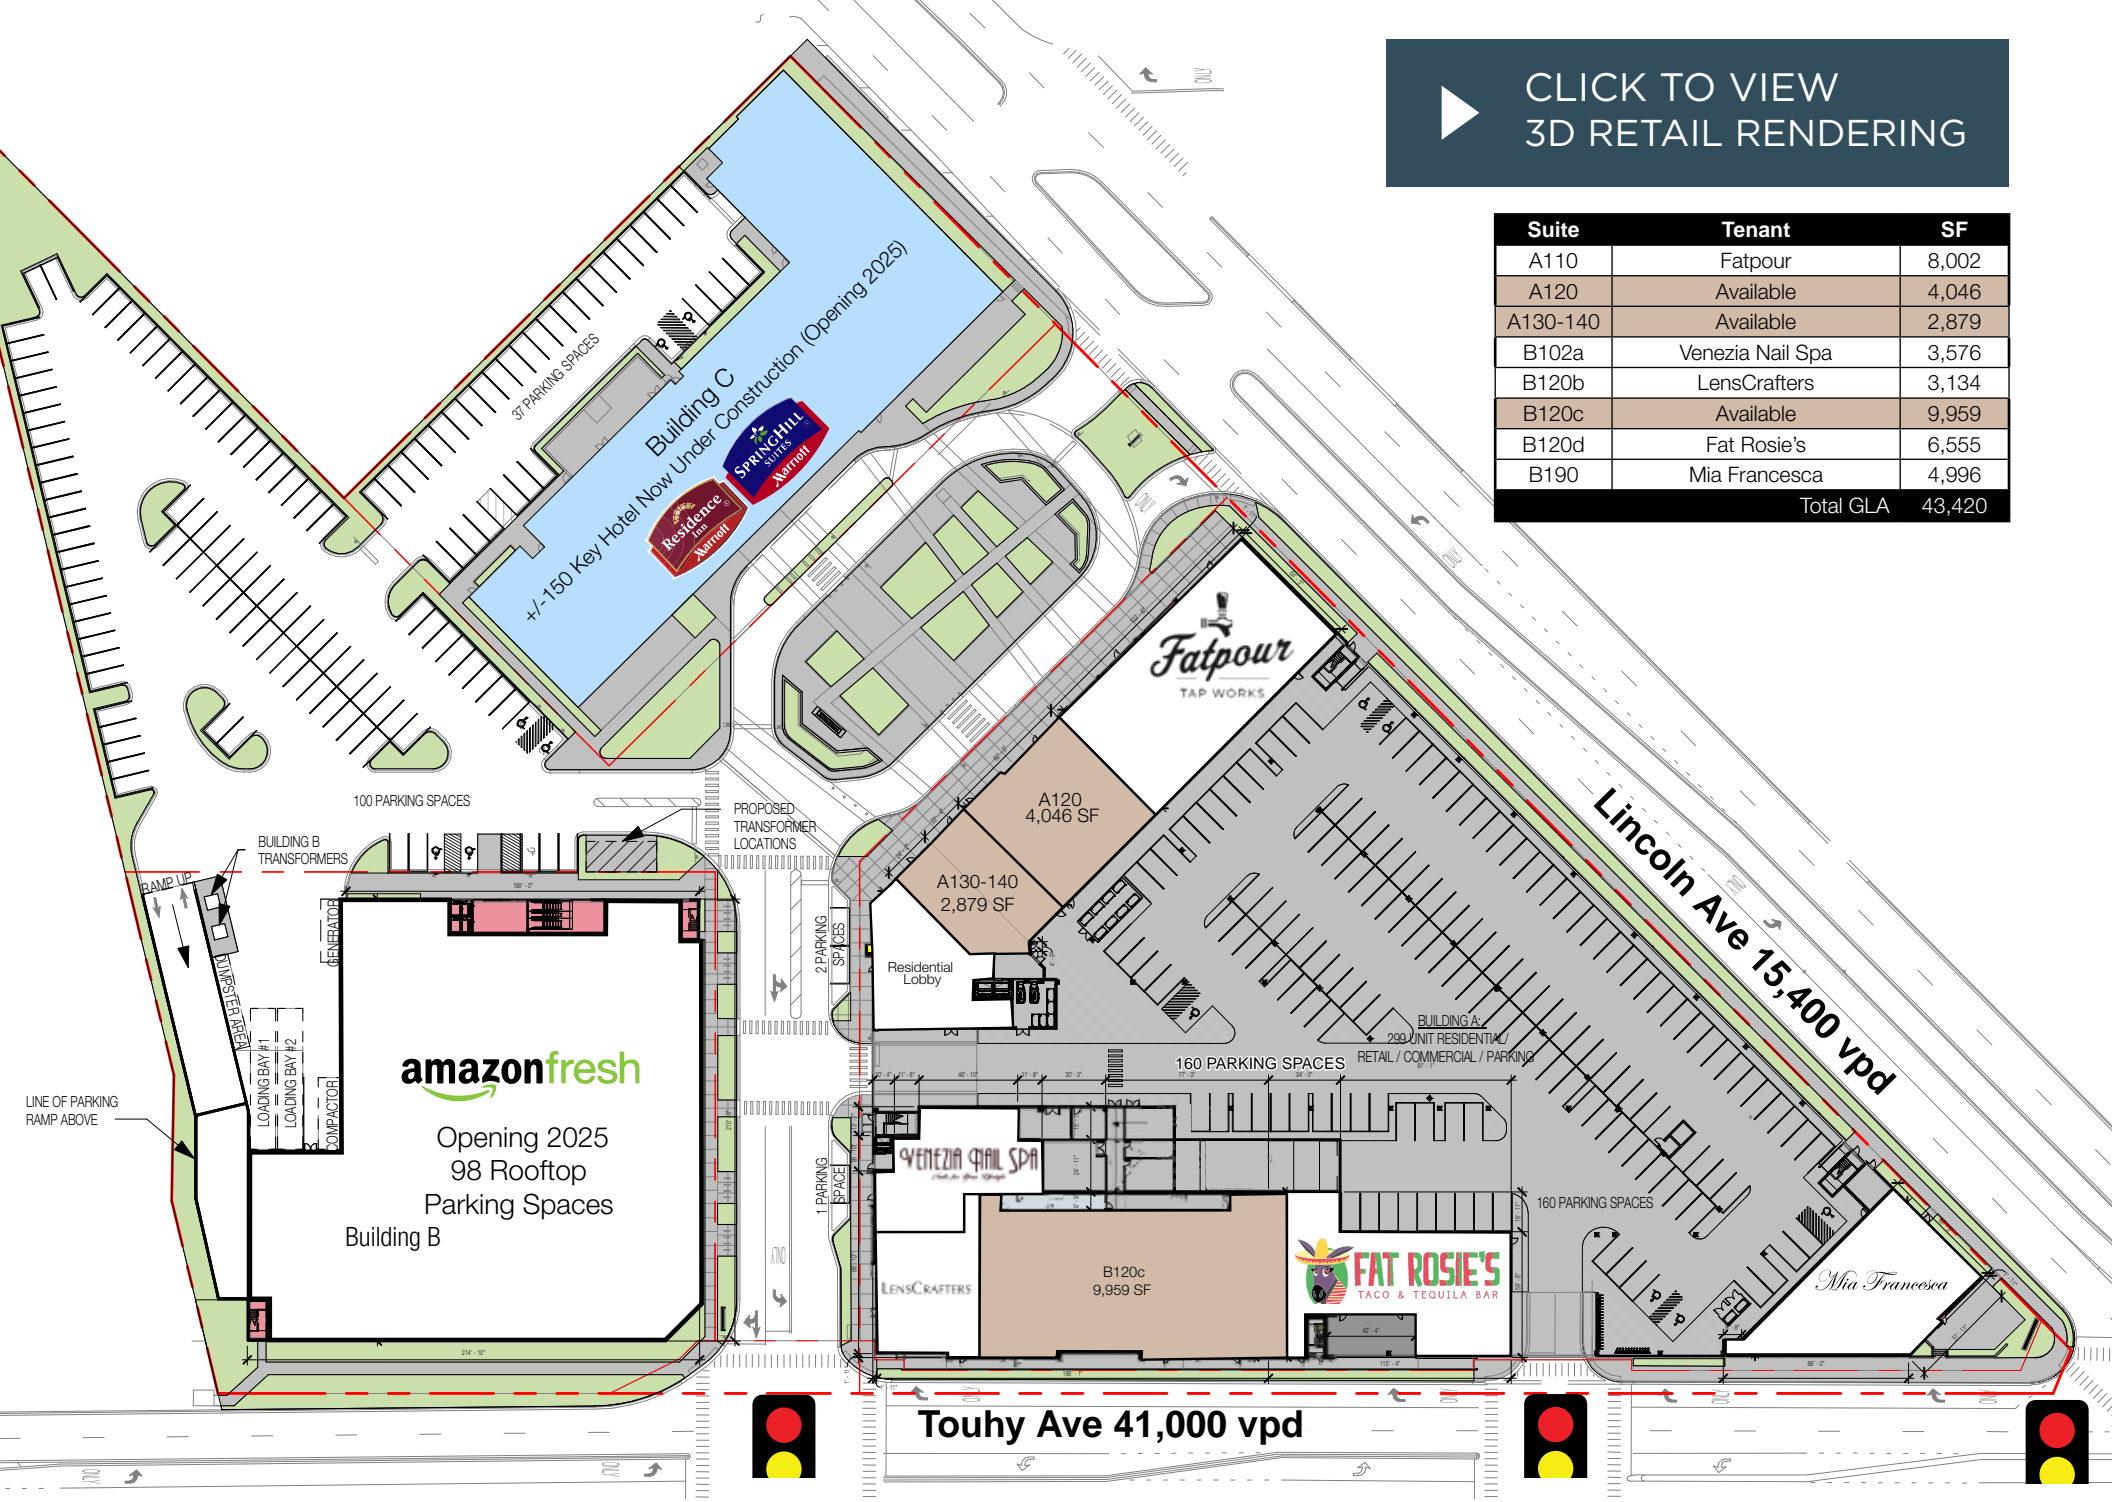 CLICK TO VIEW
3D RETAIL RENDERING
Suite Tenant SF
A110 Fatpour 8,002
A120 Available 4,046
A130-140 Available 2,879
B102a Venezia Nail Spa 3,576
B120b LensCrafters 3,134
B120c Available 9,959
B120d Fat Rosie's 6,555
B190 Mia Francesca 4,996
Total GLA 43,420
37 PARKING SPACES
Building C
+/-150 Key Hotel Now Under Construction (Opening 2025)
SPRINGHILL
SUITES
Marriott
Residence
Inn
Marriott
Fatpour
TAP WORKS
A120
4,046 SF
A130-140
2,879 SF
Residential
Lobby
100 PARKING SPACES
PROPOSED
TRANSFORMER
LOCATIONS
BUILDING B
TRANSFORMERS
RAMP UP
GENERATOR
DUMPSTER AREA
LOADING BAY #1
LOADING BAY #2
COMPACTOR
LINE OF PARKING
RAMP ABOVE
188' - 0"
amazonfresh
Opening 2025
98 Rooftop
Parking Spaces
Building B
214' - 10"
2 PARKING
SPACES
1 PARKING
SPACE
BUILDING A:
299 UNIT RESIDENTIAL/
RETAIL / COMMERCIAL / PARKING
160 PARKING SPACES
160 PARKING SPACES
VENEZIA NAIL SPA
LENSCRAFTERS
B120c
9,959 SF
FAT ROSIE'S
TACO & TEQUILA BAR
Mia Francesca
Lincoln Ave 15,400 vpd
Touhy Ave 41,000 vpd
ONLY
ONLY
ONLY
ONLY